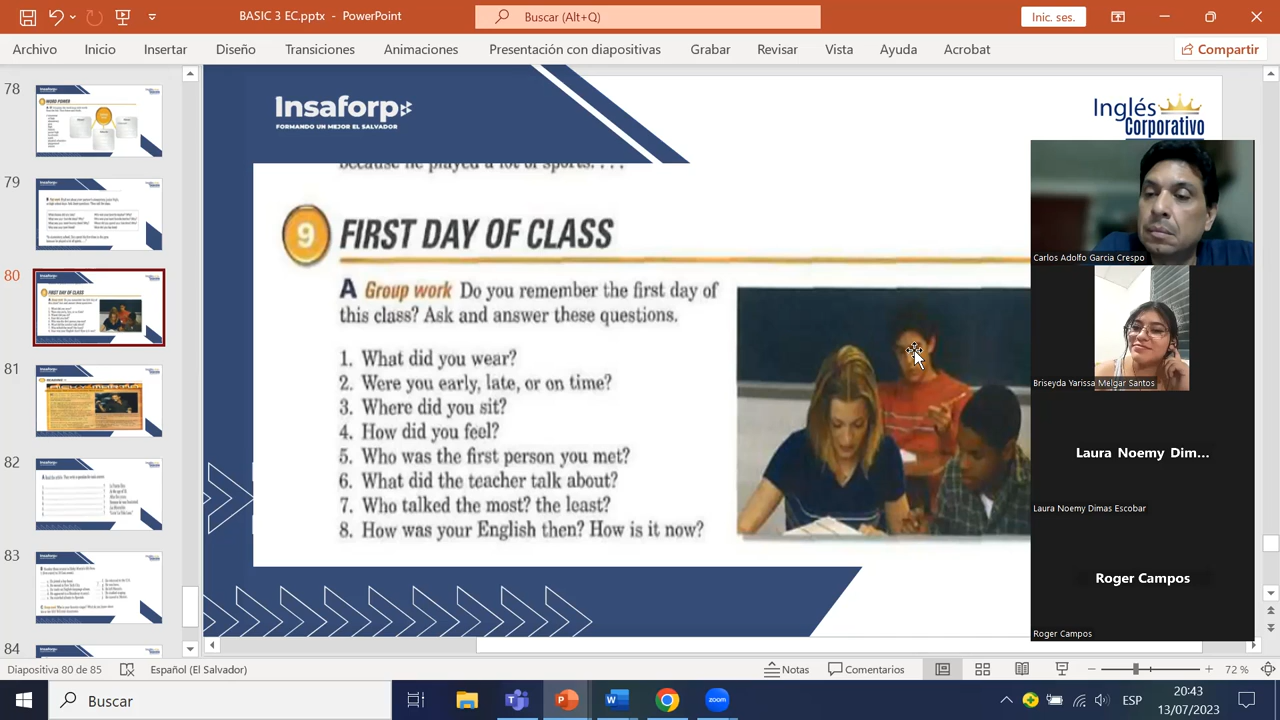 BASIC 3 EC.pptx - PowerPoint
Buscar (Alt+Q)
Inic. ses.
Archivo Inicio Insertar Diseño Transiciones Animaciones Presentación con diapositivas Grabar Revisar Vista Ayuda Acrobat
Compartir
78
79
80
81
82
83
84
Insaforp
FORMANDO UN MEJOR EL SALVADOR
Inglés
Corporativo
because he played a lot of sports. . . .
9 FIRST DAY OF CLASS
A Group work Do you remember the first day of
this class? Ask and answer these questions.
1. What did you wear?
2. Were you early, late, or on time?
3. Where did you sit?
4. How did you feel?
5. Who was the first person you met?
6. What did the teacher talk about?
7. Who talked the most? the least?
8. How was your English then? How is it now?
Carlos Adolfo Garcia Crespo
Briseyda Yarissa Melgar Santos
Laura Noemy Dim...
Laura Noemy Dimas Escobar
Roger Campos
Roger Campos
Diapositiva 80 de 85
Español (El Salvador)
Notas
Comentarios
72 %
Buscar
zoom
ESP
20:43
13/07/2023